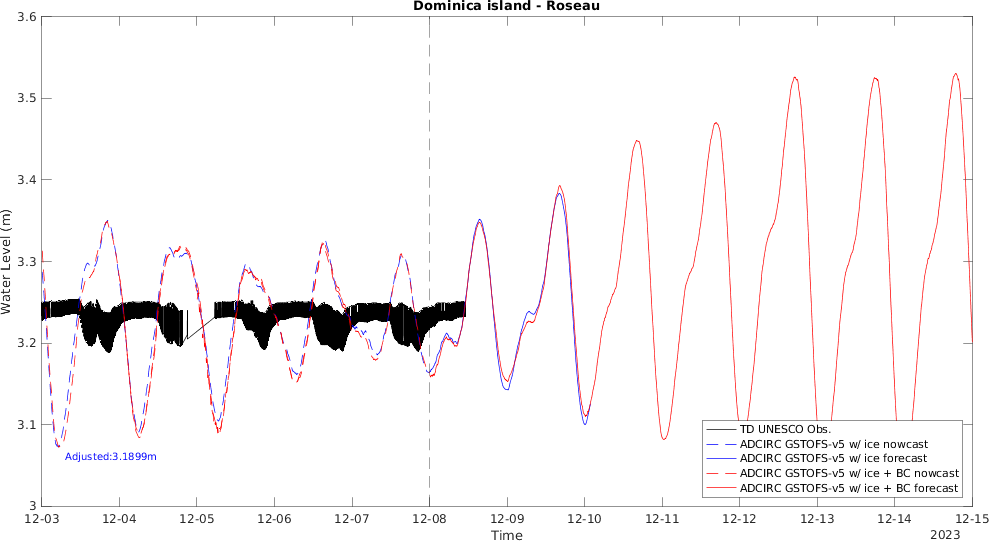 Dominica island - Roseau
3.6
3.5
3.4
3.3
3.2
3.1
3
Water Level (m)
Adjusted:3.1899m
TD UNESCO Obs.
ADCIRC GSTOFS-v5 w/ ice nowcast
ADCIRC GSTOFS-v5 w/ ice forecast
ADCIRC GSTOFS-v5 w/ ice + BC nowcast
ADCIRC GSTOFS-v5 w/ ice + BC forecast
12-03 12-04 12-05 12-06 12-07 12-08 12-09 12-10 12-11 12-12 12-13 12-14 12-15
Time
2023